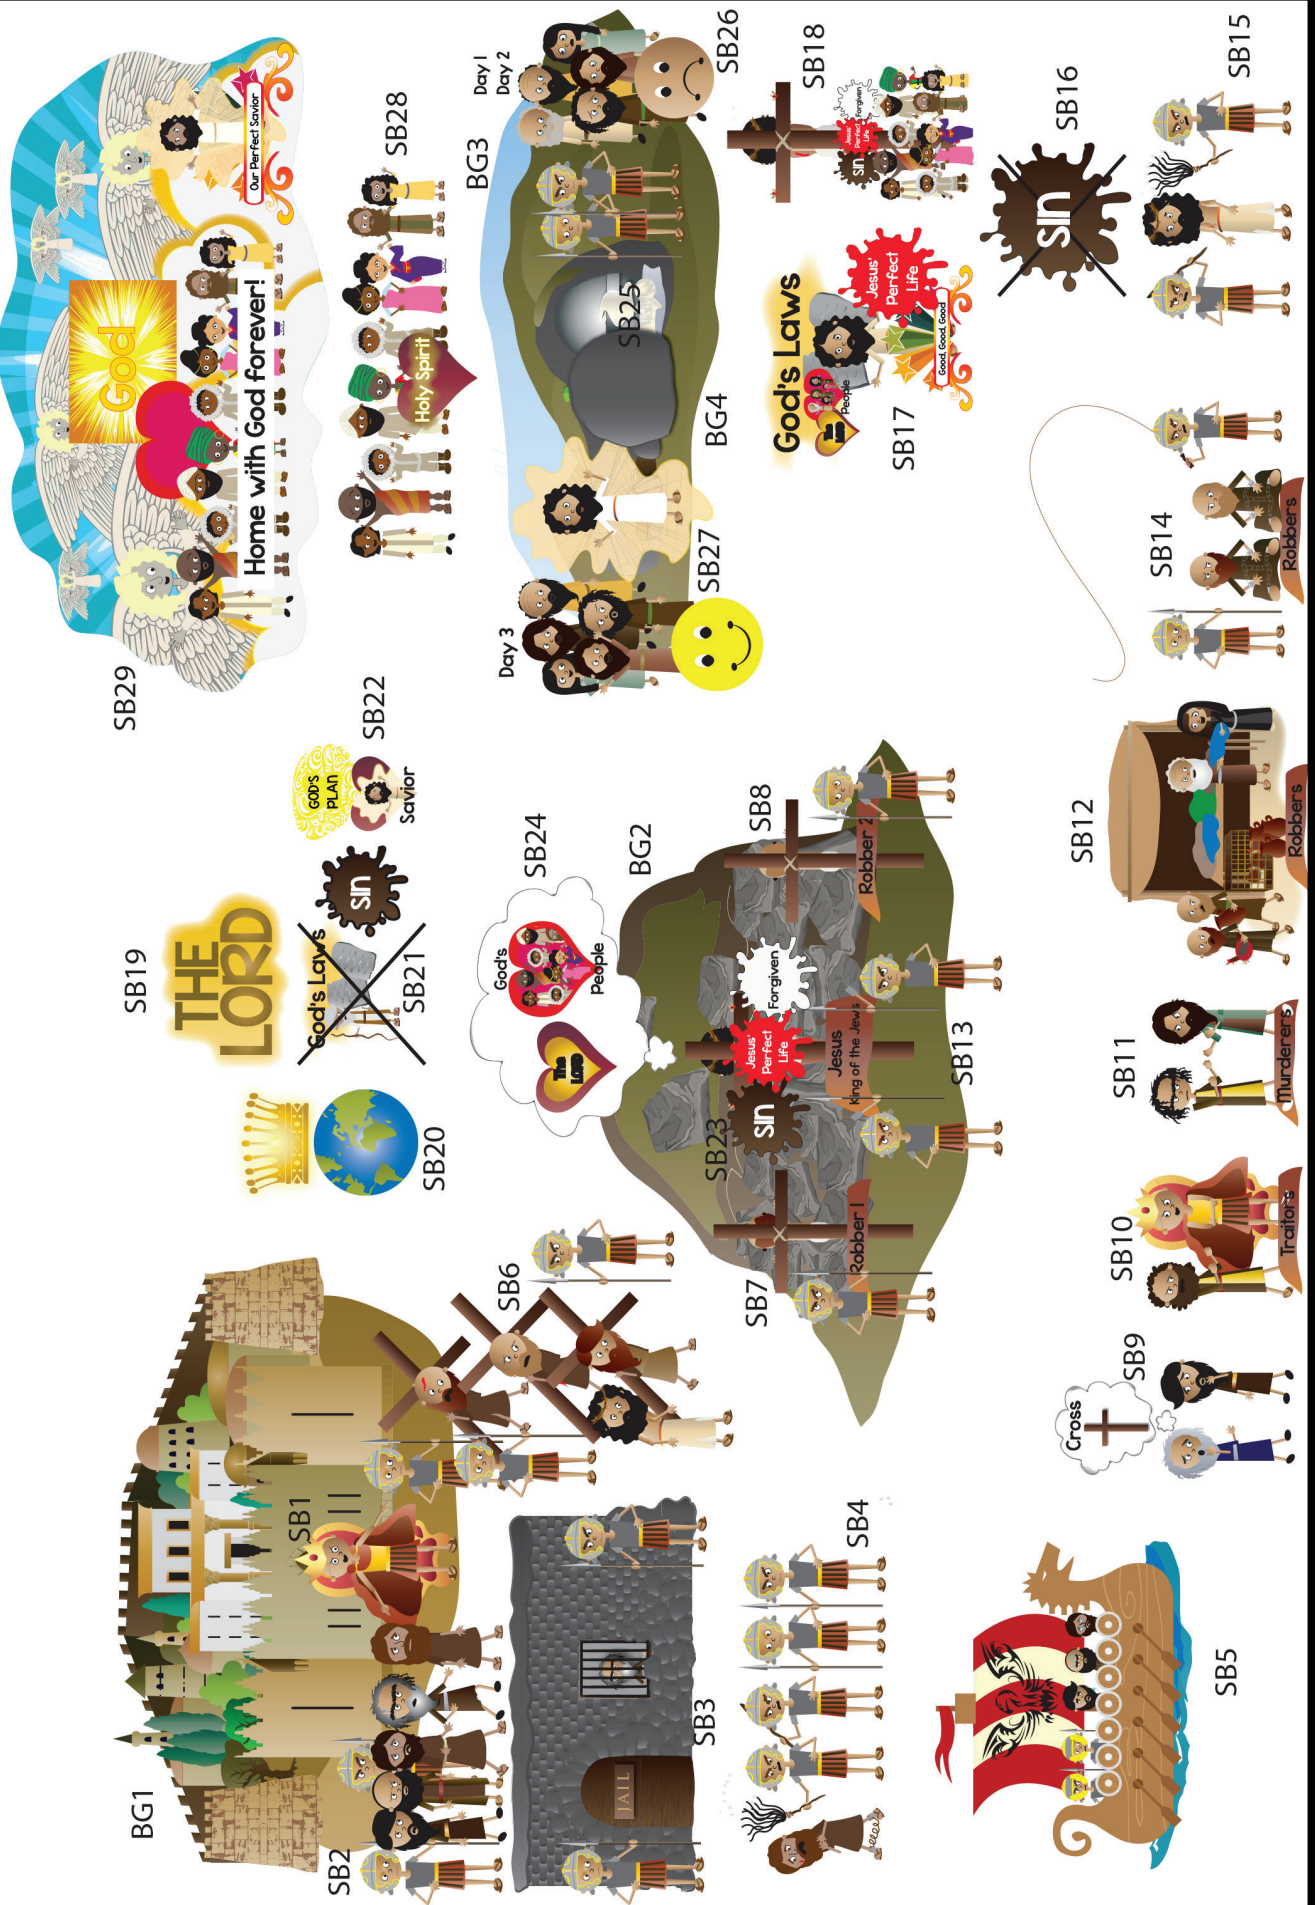 BG1
SB2
SB1
SB3
JAIL
SB4
SB5
SB6
SB20
SB19
THE
LORD
God's Laws
SB21
SIN
GOD'S
PLAN
Savior
SB22
SB29
God
Home with God forever!
Our Perfect Savior
SB28
Holy Spirit
SB24
The
LORD
God's
People
BG2
SB7
Robber 1
SB23
SIN
Jesus'
Perfect
Life
Forgiven
Jesus
King of the Jews
SB8
Robber 2
SB13
Day 3
SB27
BG4
SB25
BG3
Day 1
Day 2
SB26
God's Laws
The
LORD
People
Jesus'
Perfect
Life
Good, Good, Good
SB17
SB18
SIN
Jesus'
Perfect
Life
Forgiven
SB16
SIN
SB9
Cross
SB10
Traitors
SB11
Murderers
SB12
Robbers
SB14
Robbers
SB15